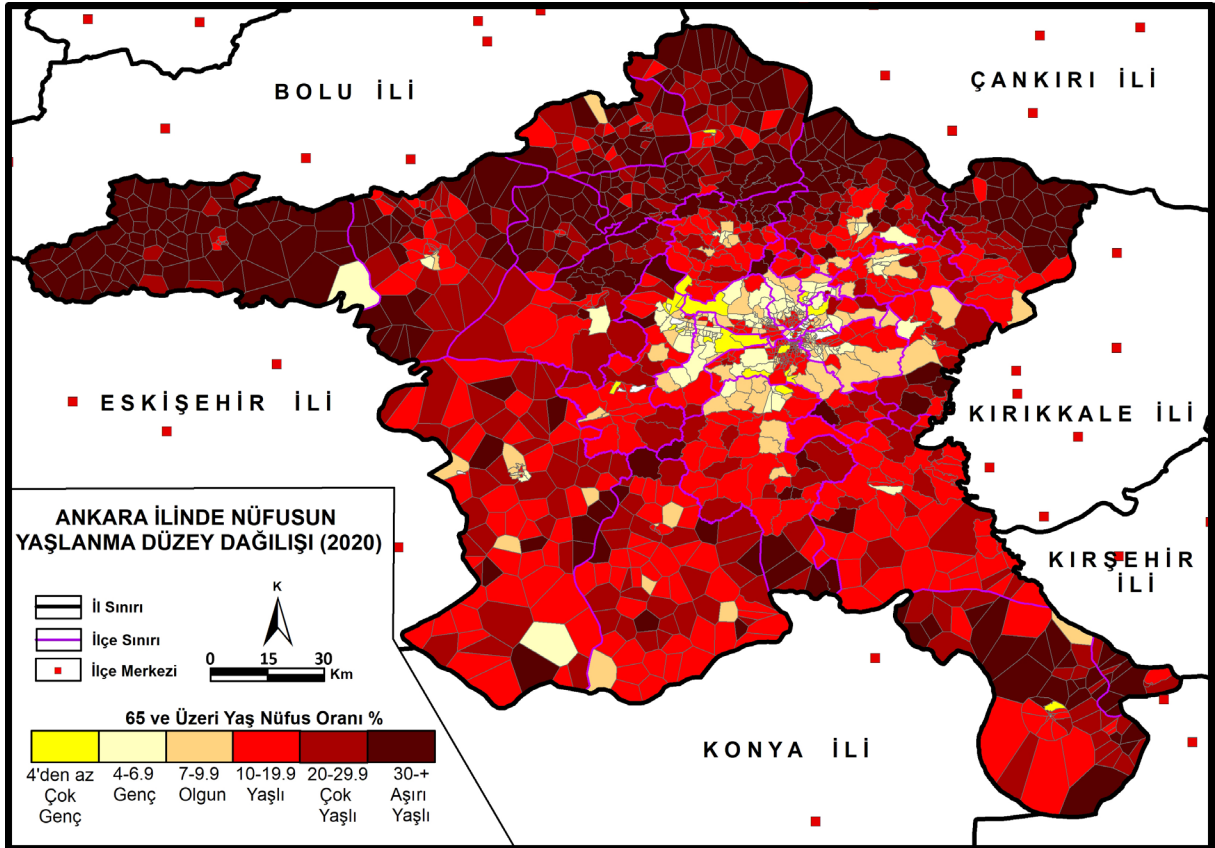 BOLU İLİ
ÇANKIRI İLİ
ESKİŞEHİR İLİ
KIRIKKALE İLİ
KIRŞEHİR
İLİ
KONYA İLİ
ANKARA İLİNDE NÜFUSUN
YAŞLANMA DÜZEY DAĞILIŞI (2020)
K
İl Sınırı
İlçe Sınırı
İlçe Merkezi
0 15 30
Km
65 ve Üzeri Yaş Nüfus Oranı %
4'den az 4-6.9 7-9.9 10-19.9 20-29.9 30-+
Çok Genç Olgun Yaşlı Çok Aşırı
Genç Yaşlı Yaşlı